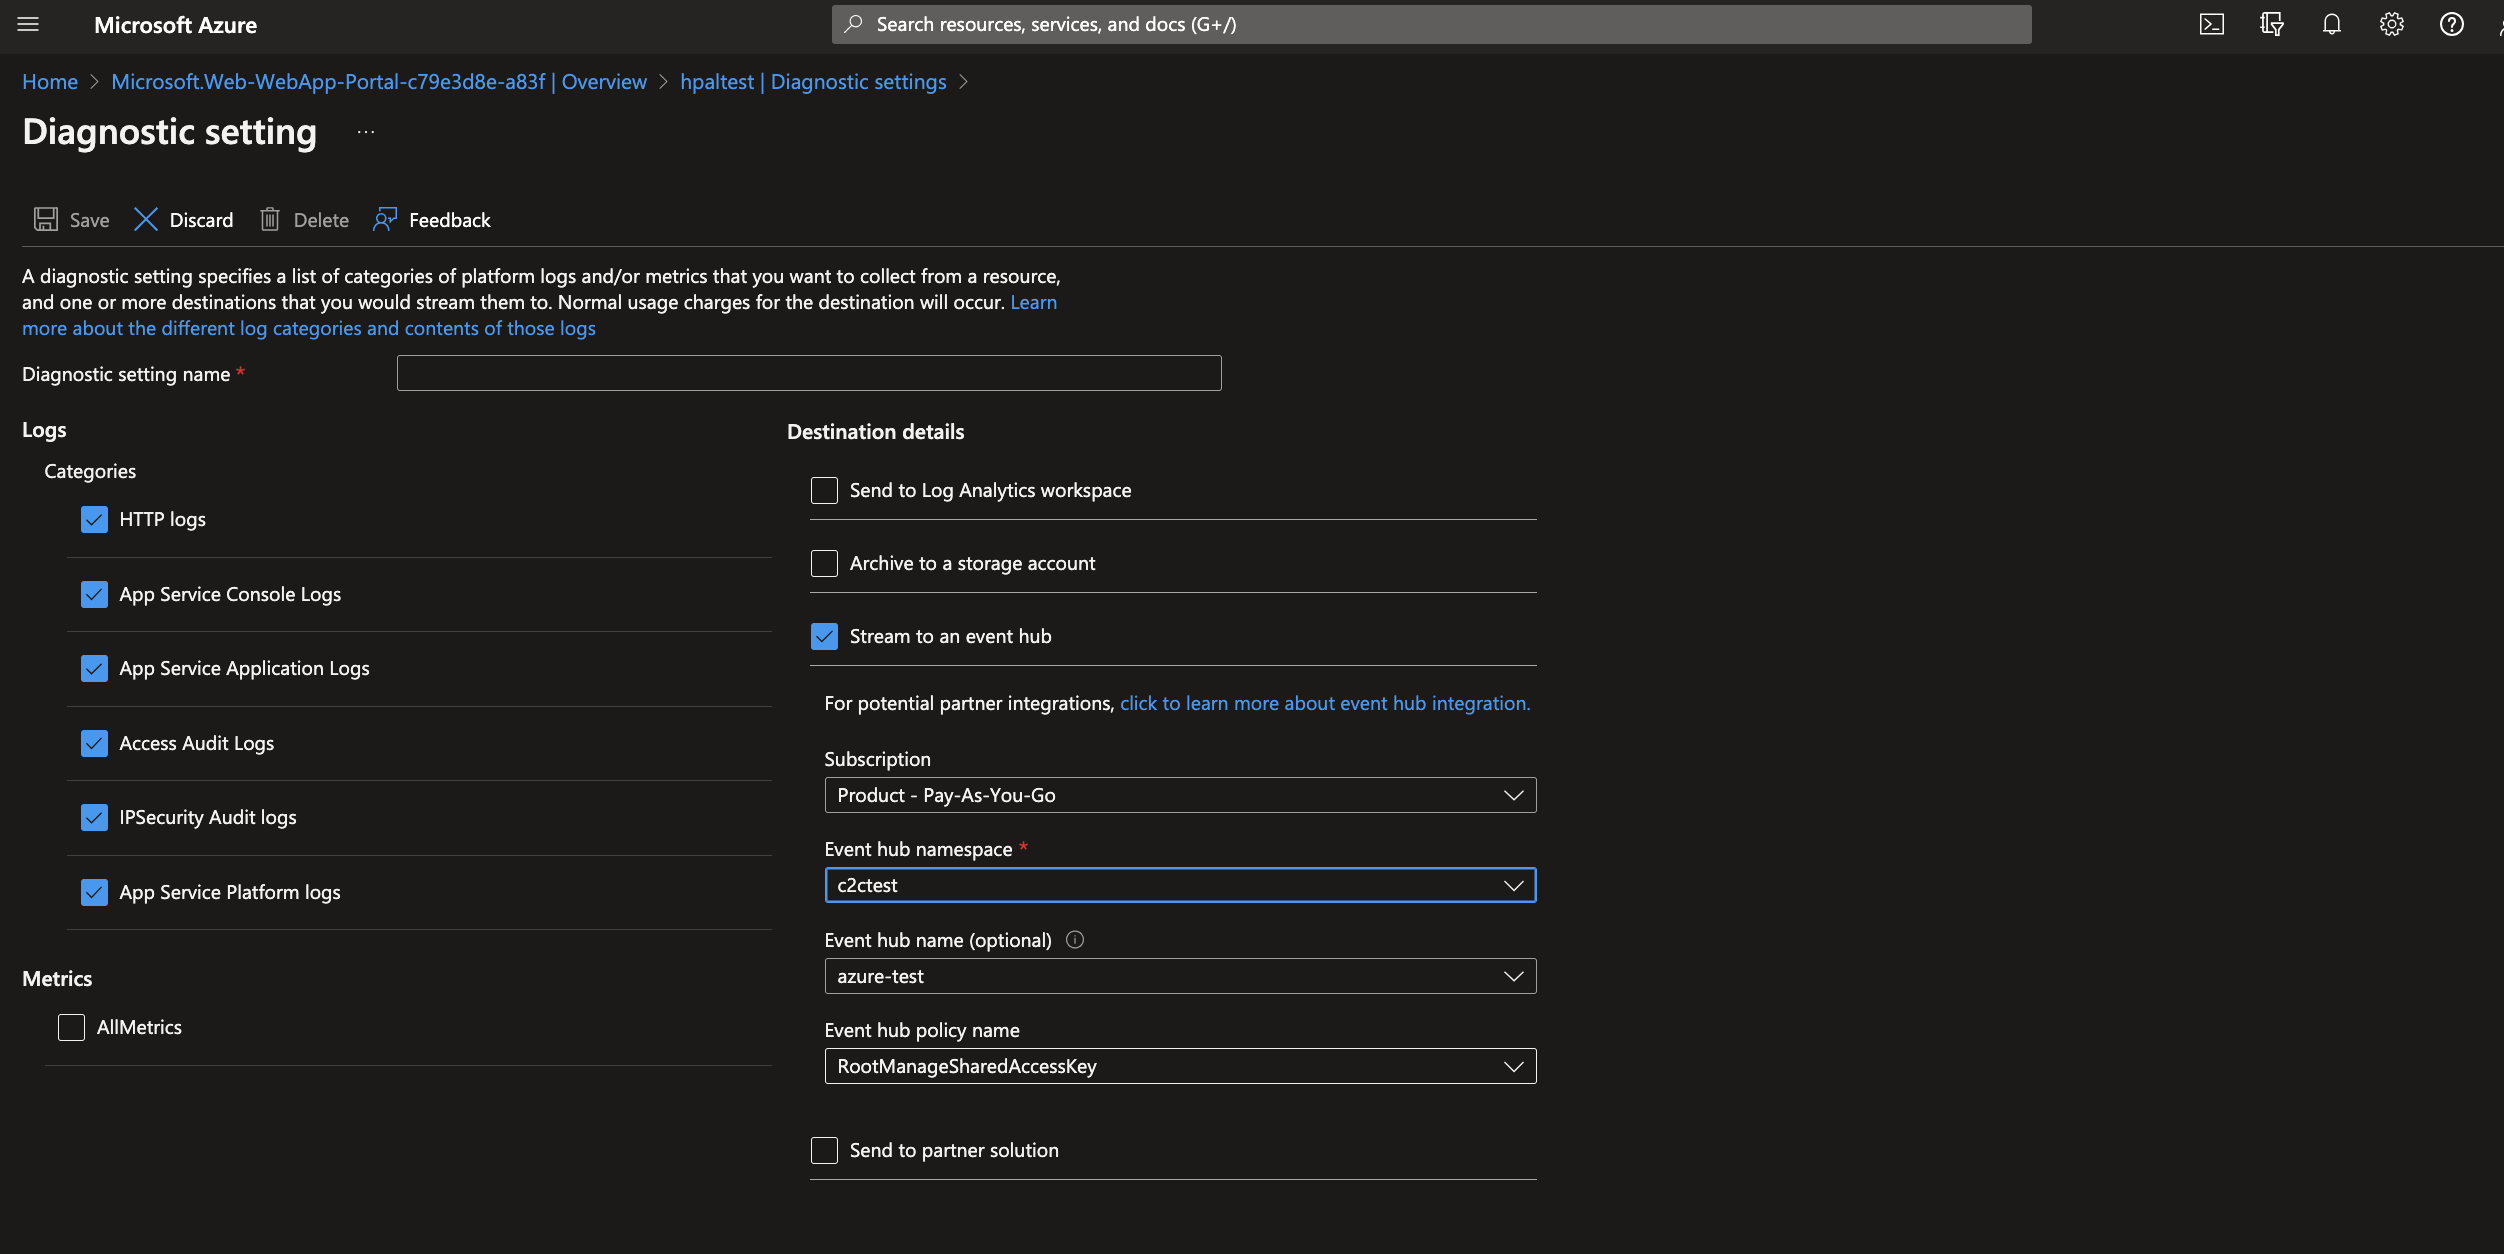 Microsoft Azure
Search resources, services, and docs (G+/)
Home > Microsoft.Web-WebApp-Portal-c79e3d8e-a83f | Overview > hpaltest | Diagnostic settings >
Diagnostic setting ...
Save Discard Delete Feedback
A diagnostic setting specifies a list of categories of platform logs and/or metrics that you want to collect from a resource,
and one or more destinations that you would stream them to. Normal usage charges for the destination will occur. Learn
more about the different log categories and contents of those logs
Diagnostic setting name *
Logs
Categories
HTTP logs
App Service Console Logs
App Service Application Logs
Access Audit Logs
IPSecurity Audit logs
App Service Platform logs
Metrics
AllMetrics
Destination details
Send to Log Analytics workspace
Archive to a storage account
Stream to an event hub
For potential partner integrations, click to learn more about event hub integration.
Subscription
Product - Pay-As-You-Go
Event hub namespace *
c2ctest
Event hub name (optional)
azure-test
Event hub policy name
RootManageSharedAccessKey
Send to partner solution